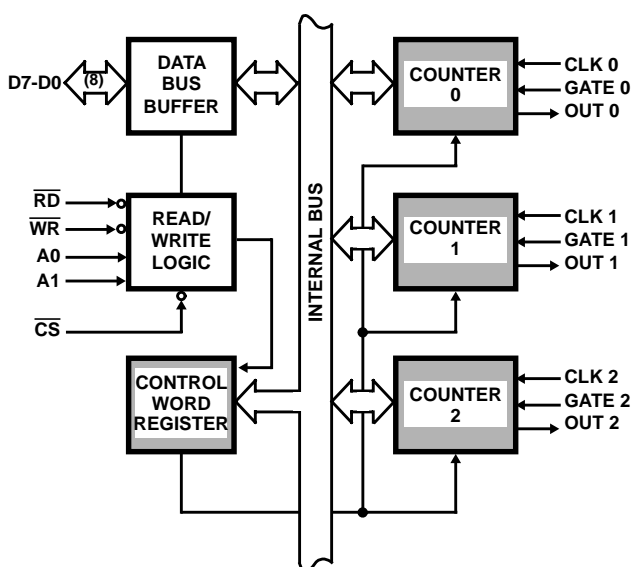 D7-D0
(8)
DATA
BUS
BUFFER
RD
WR
A0
A1
CS
READ/
WRITE
LOGIC
CONTROL
WORD
REGISTER
INTERNAL BUS
COUNTER
0
CLK 0
GATE 0
OUT 0
COUNTER
1
CLK 1
GATE 1
OUT 1
COUNTER
2
CLK 2
GATE 2
OUT 2